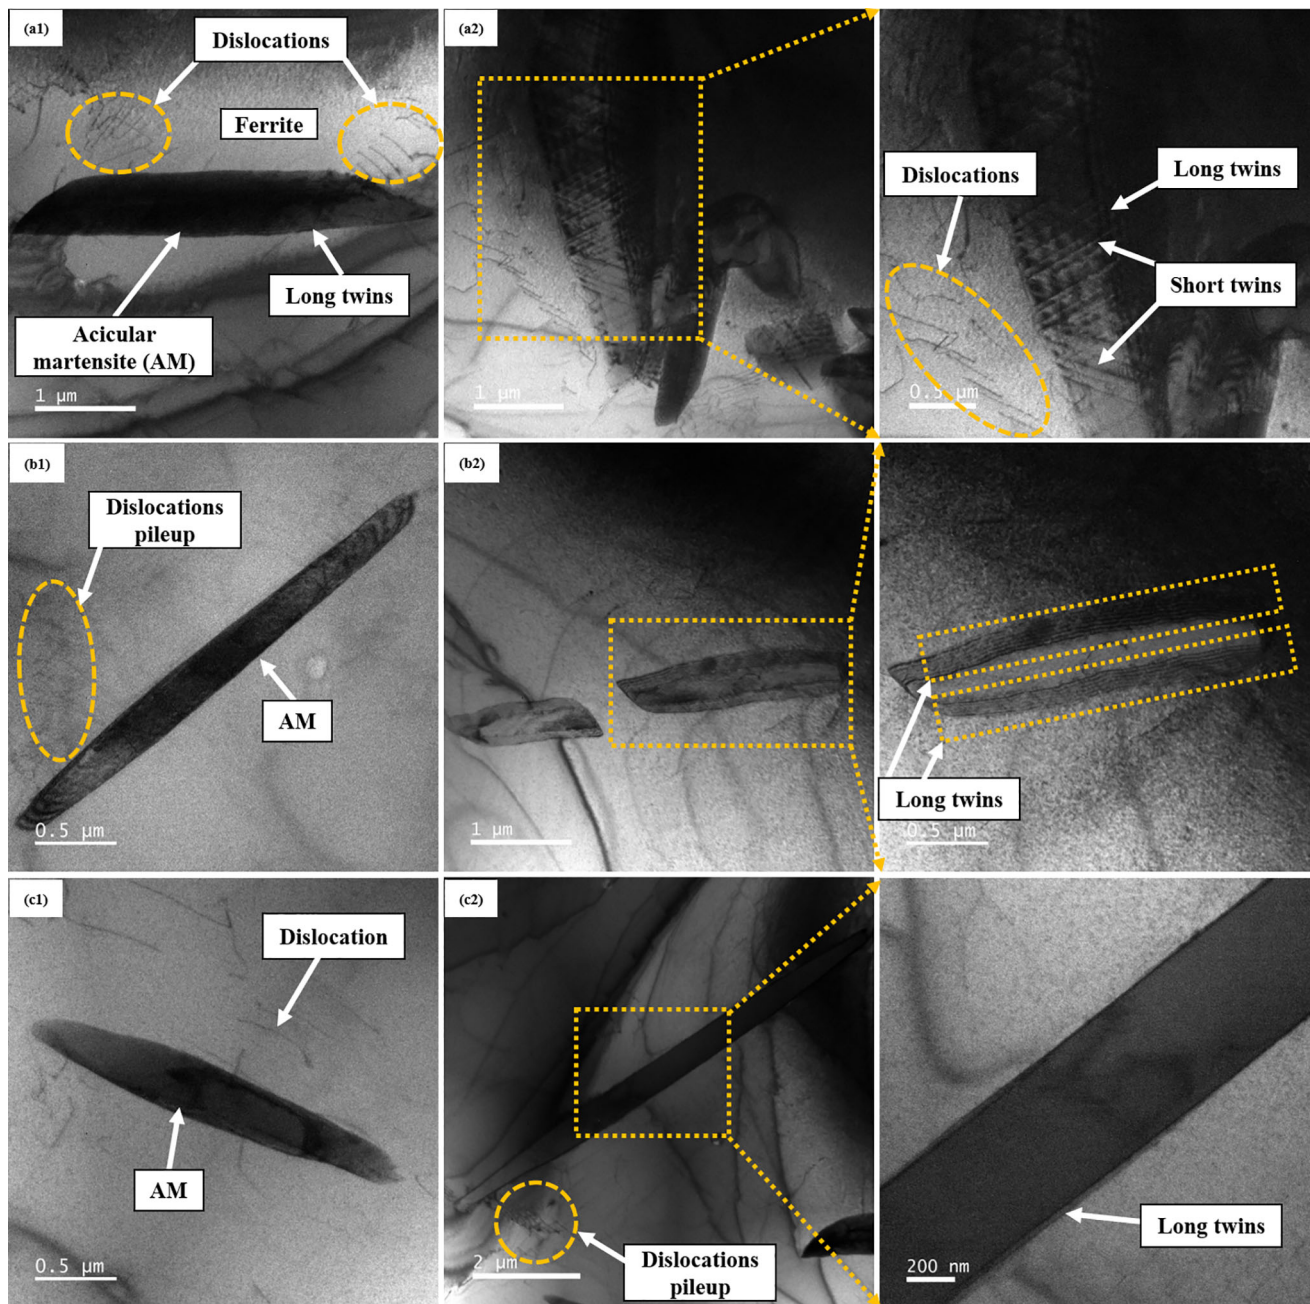 (a1)
Dislocations
Ferrite
Long twins
Acicular
martensite (AM)
1 µm
(a2)
1 µm
Dislocations
Long twins
Short twins
0.5 µm
(b1)
Dislocations
pileup
AM
0.5 µm
(b2)
1 µm
Long twins
0.5 µm
(c1)
Dislocation
AM
0.5 µm
(c2)
Dislocations
pileup
2 µm
Long twins
200 nm